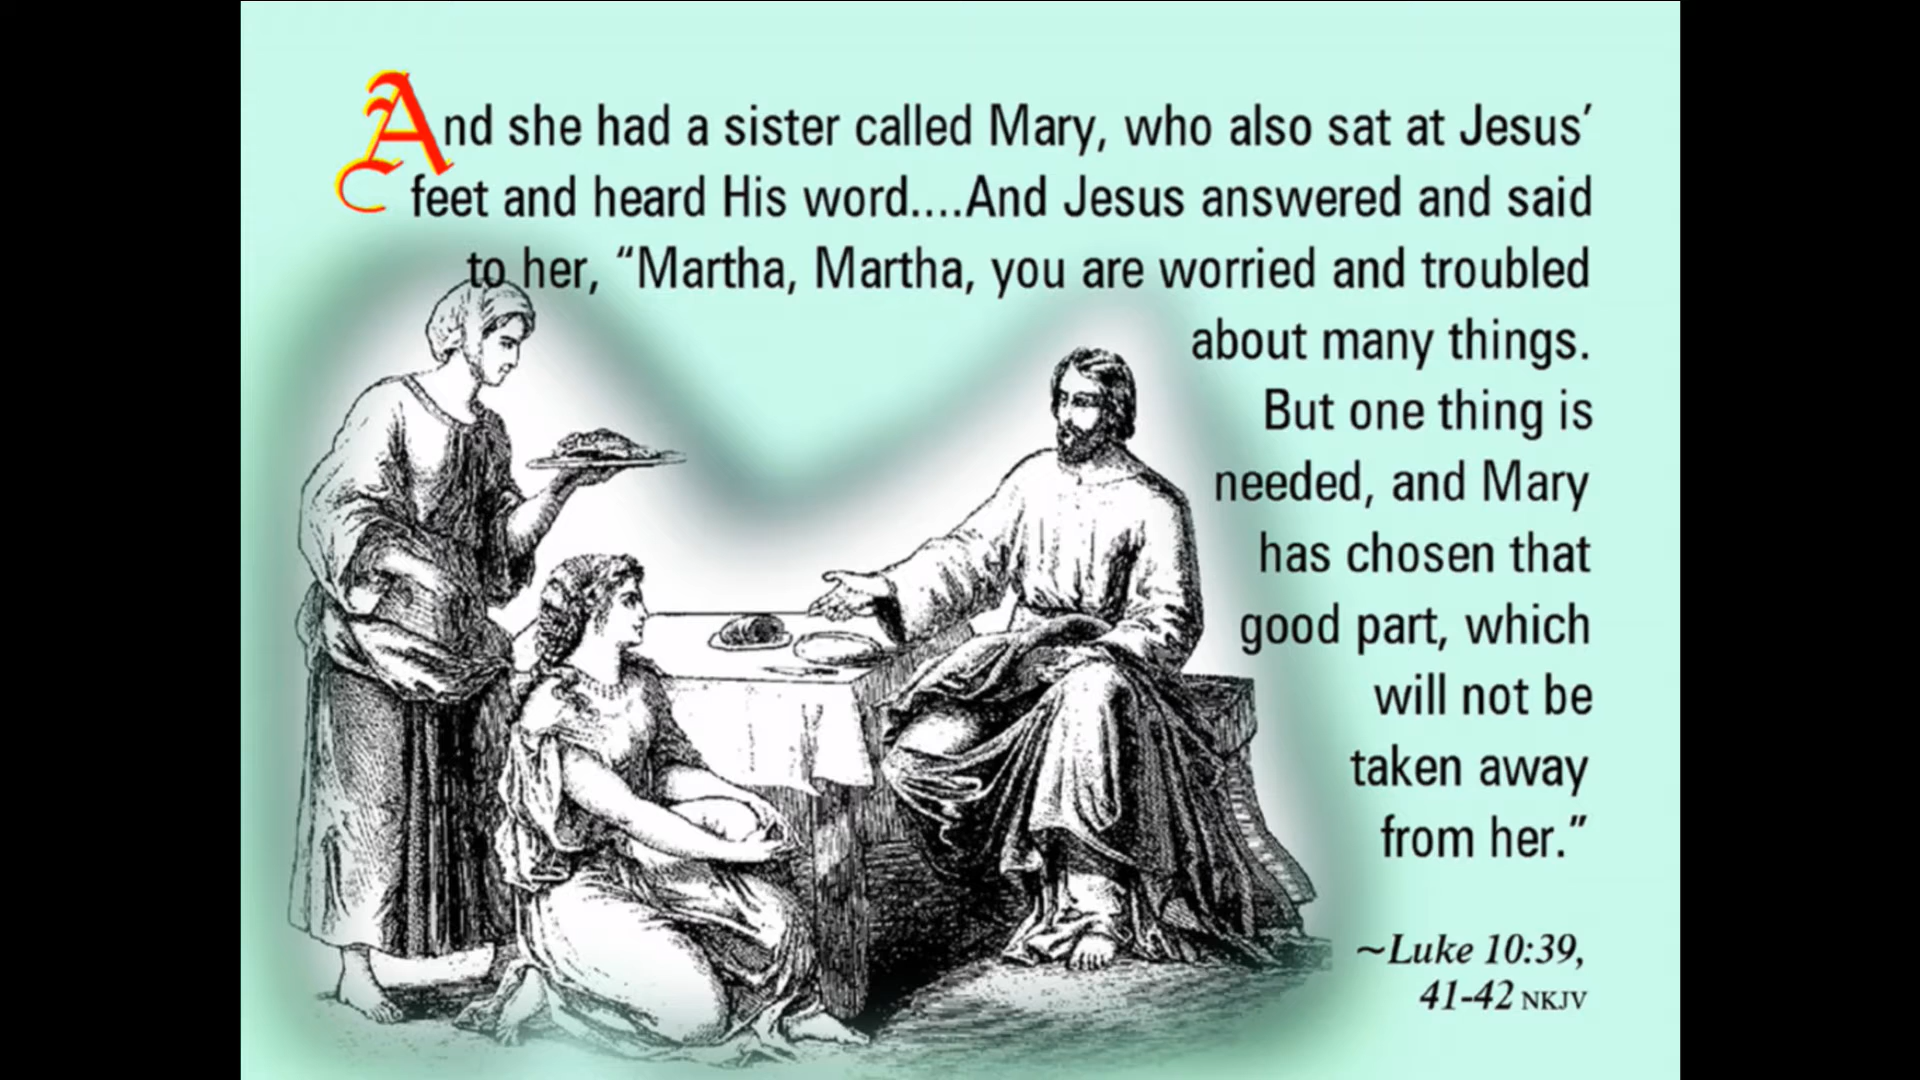 And she had a sister called Mary, who also sat at Jesus’
feet and heard His word....And Jesus answered and said
to her, “Martha, Martha, you are worried and troubled
about many things.
But one thing is
needed, and Mary
has chosen that
good part, which
will not be
taken away
from her.”
~Luke 10:39,
41-42 NKJV